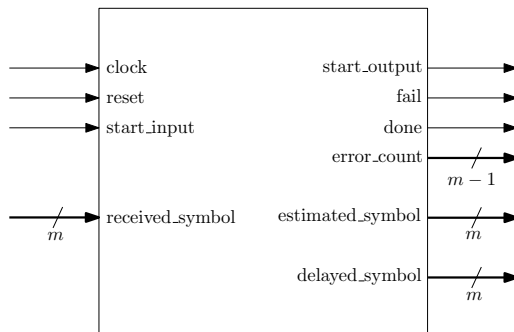 clock
start_output
reset
fail
start_input
done
error_count
m − 1
received_symbol
estimated_symbol
m
m
delayed_symbol
m